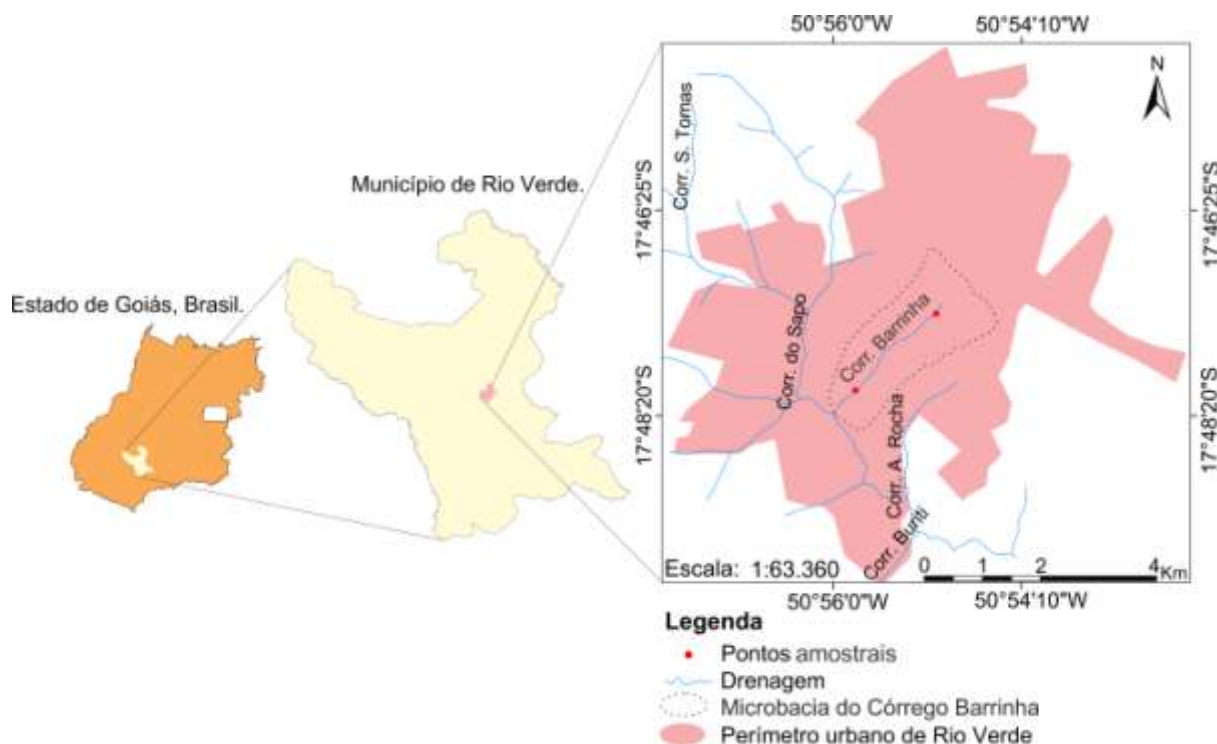 50°56'0"W
50°54'10"W
N
Município de Rio Verde.
Estado de Goiás, Brasil.
17°46'25"S
17°46'25"S
17°48'20"S
17°48'20"S
Corr. S. Tomas
Corr. do Sapo
Corr. Barrinha
Corr. A. Rocha
Corr. Buriti
Escala: 1:63.360
0 1 2 4 Km
50°56'0"W
50°54'10"W
Legenda
Pontos amostrais
Drenagem
Microbacia do Córrego Barrinha
Perímetro urbano de Rio Verde